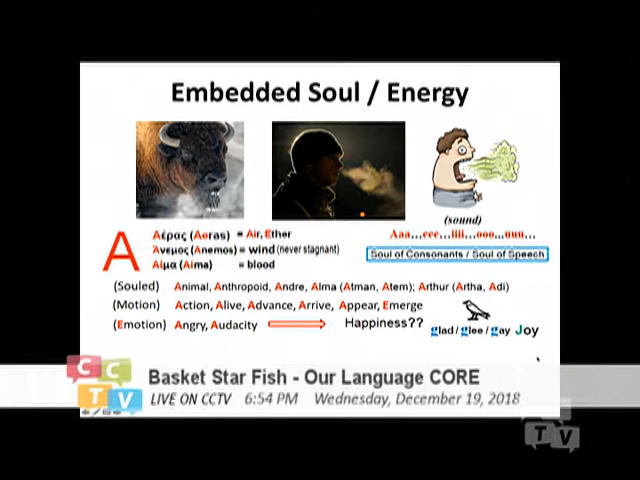 Embedded Soul / Energy
(sound)
A
Αέρας (Aeras) = Air, Ether
Άνεμος (Anemos) = wind (never stagnant)
Αίμα (Aima) = blood
Aaa...eee...iiii...ooo...uuu...
Soul of Consonants / Soul of Speech
(Souled) Animal, Anthropoid, Andre, Alma (Atman, Atem); Arthur (Artha, Adi)
(Motion) Action, Alive, Advance, Arrive, Appear, Emerge
(Emotion) Angry, Audacity Happiness??
glad / glee / gay Joy
CCTV
Basket Star Fish - Our Language CORE
LIVE ON CCTV 6:54 PM Wednesday, December 19, 2018
TV